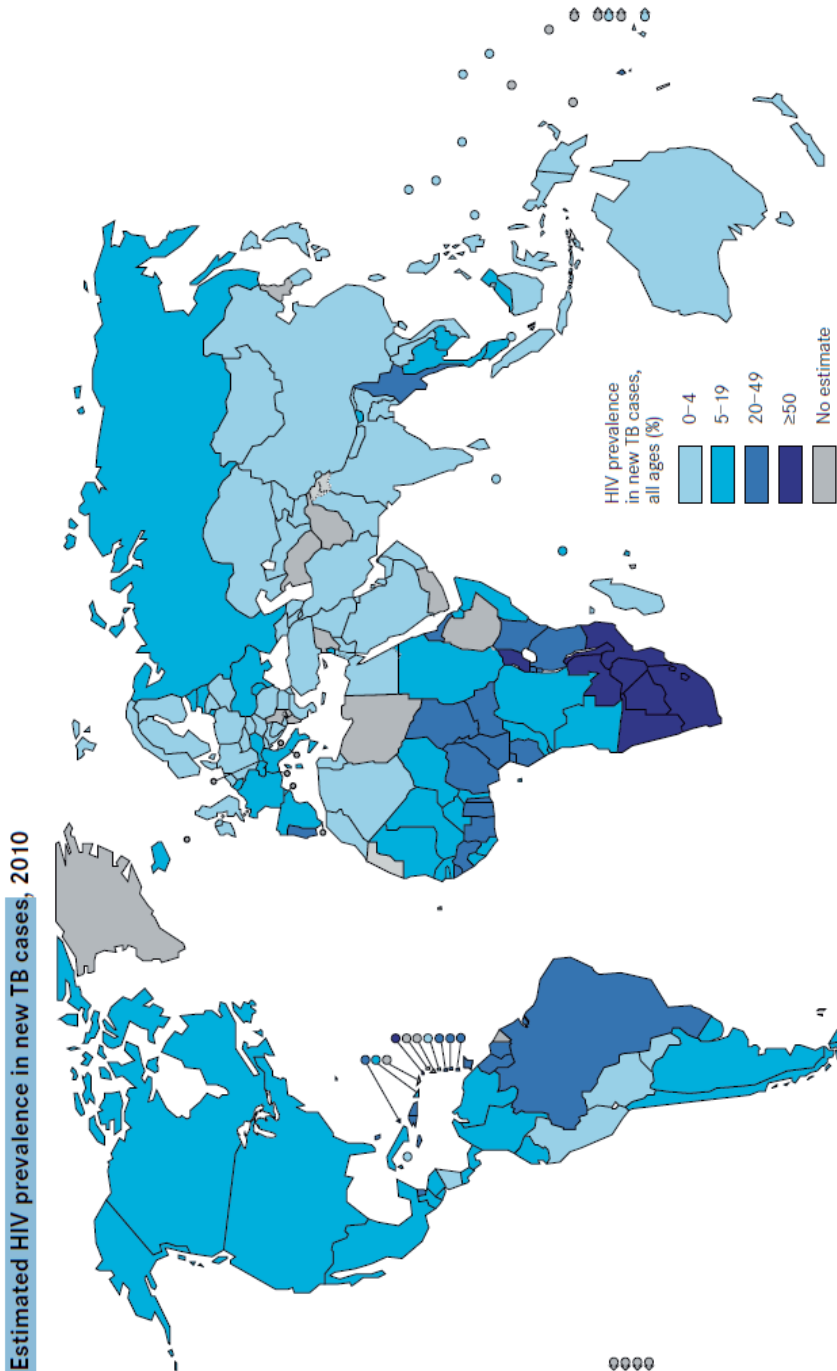 Estimated HIV prevalence in new TB cases, 2010
HIV prevalence
in new TB cases,
all ages (%)
0–4
5–19
20–49
≥50
No estimate